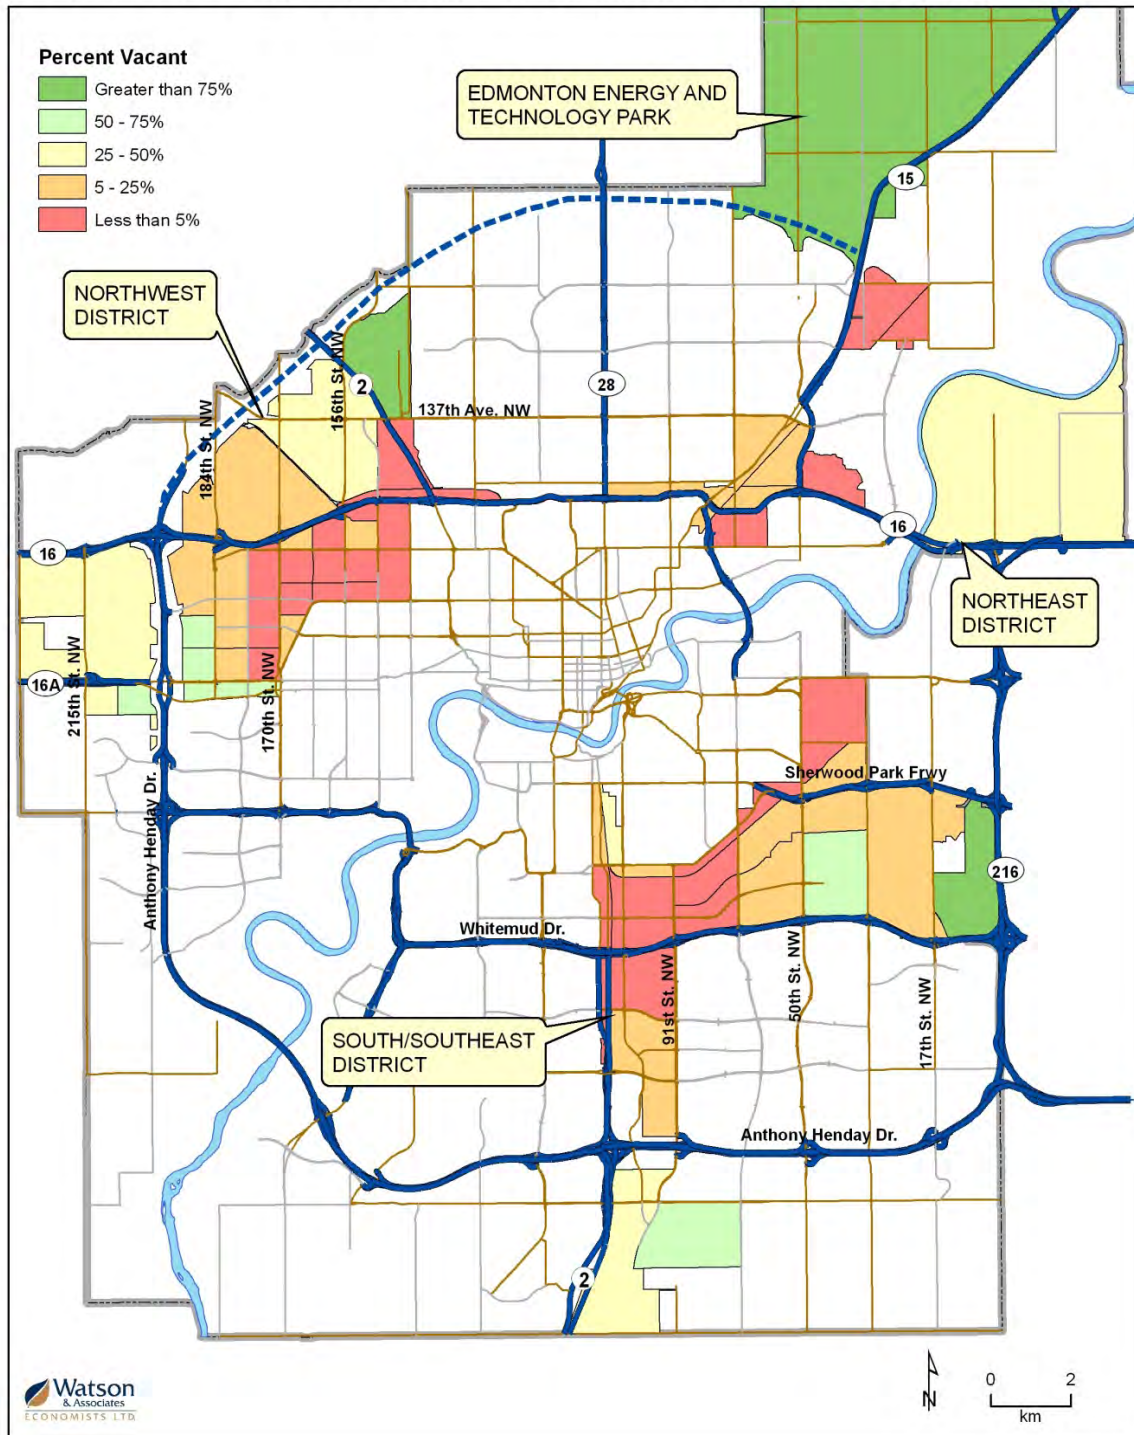 Percent Vacant
Greater than 75%
50 - 75%
25 - 50%
5 - 25%
Less than 5%
EDMONTON ENERGY AND
TECHNOLOGY PARK
15
NORTHWEST
DISTRICT
156th St. NW
2
28
137th Ave. NW
184th St. NW
16
16
NORTHEAST
DISTRICT
215th St. NW
16A
170th St. NW
Anthony Henday Dr.
Sherwood Park Frwy
216
Whitemud Dr.
91st St. NW
50th St. NW
17th St. NW
SOUTH/SOUTHEAST
DISTRICT
Anthony Henday Dr.
2
Watson
& Associates
ECONOMISTS LTD.
N
0 2
km